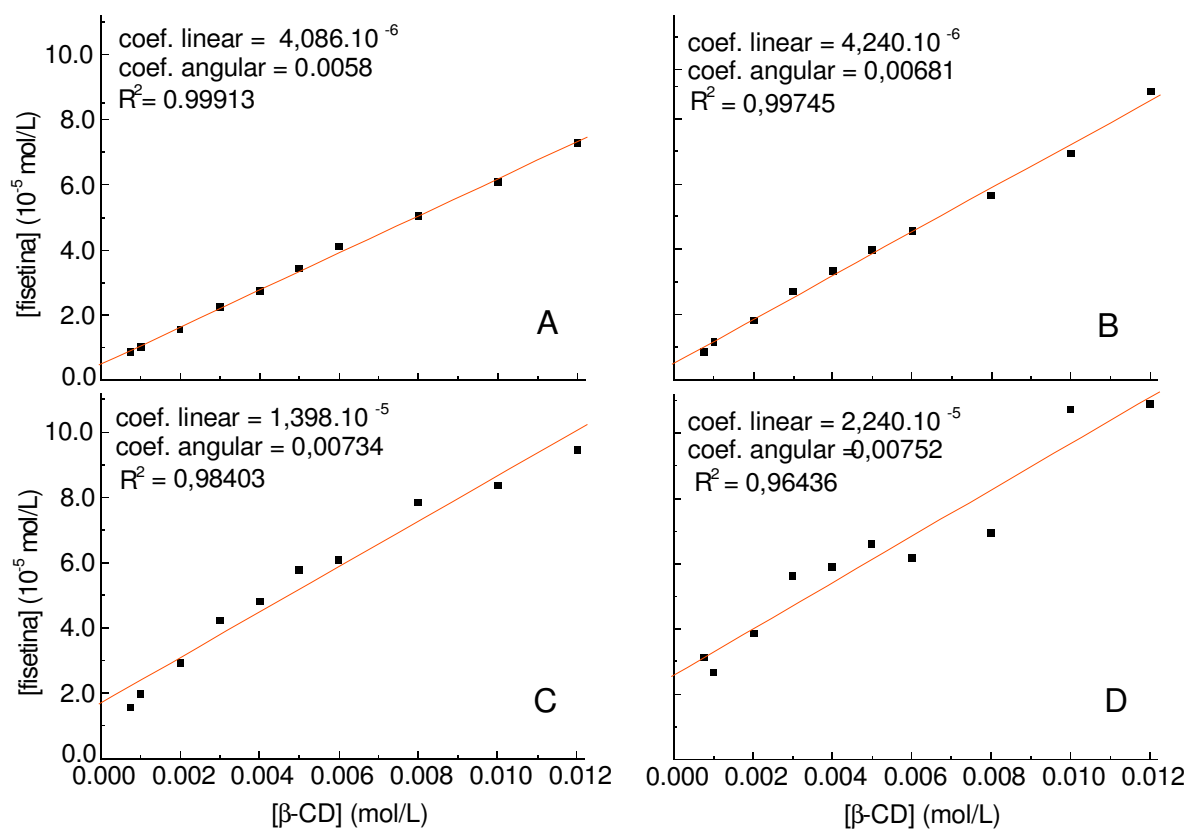 coef. linear = 4,086.10 -6
coef. angular = 0.0058
R2= 0.99913
10.0
8.0
6.0
4.0
2.0
0.0
[fisetina] (10-5 mol/L)
A
coef. linear = 4,240.10 -6
coef. angular = 0,00681
R2 = 0,99745
B
coef. linear = 1,398.10 -5
coef. angular = 0,00734
R2 = 0,98403
10.0
8.0
6.0
4.0
2.0
0.0
[fisetina] (10-5 mol/L)
C
0.000 0.002 0.004 0.006 0.008 0.010 0.012
[β-CD] (mol/L)
coef. linear = 2,240.10 -5
coef. angular =0,00752
R2 = 0,96436
D
0.000 0.002 0.004 0.006 0.008 0.010 0.012
[β-CD] (mol/L)